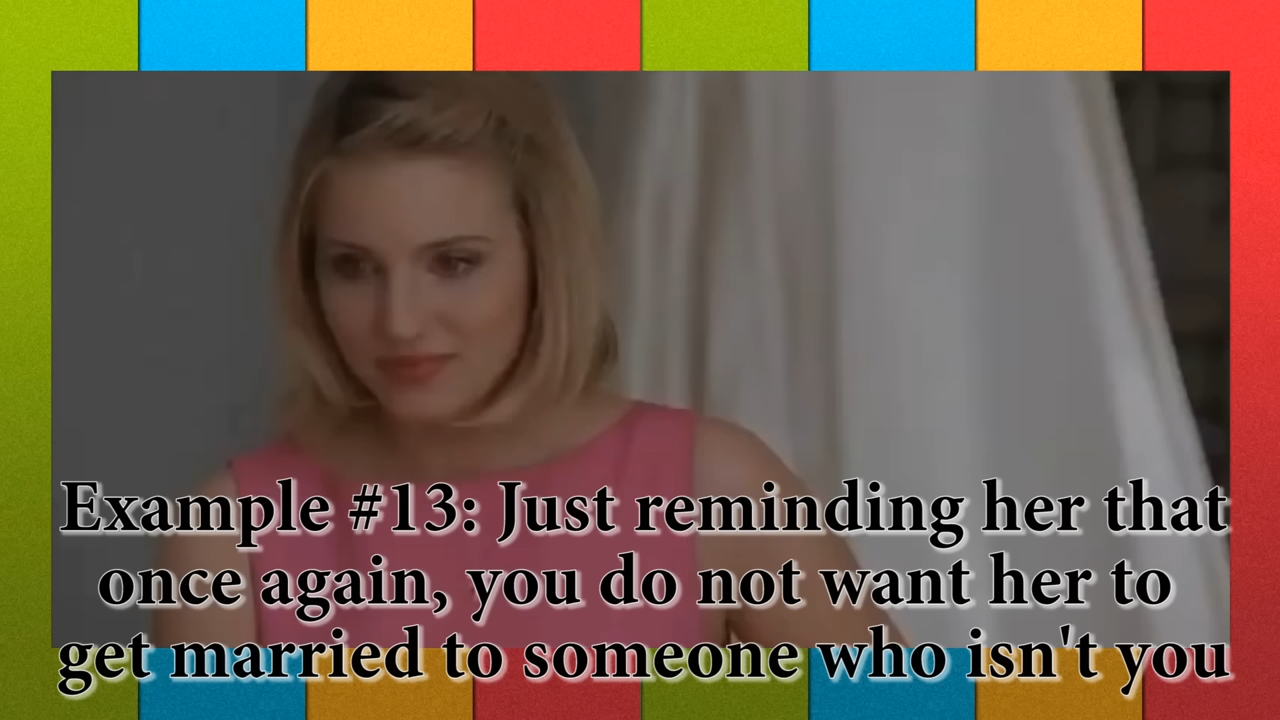 Example #13: Just reminding her that
once again, you do not want her to
get married to someone who isn't you